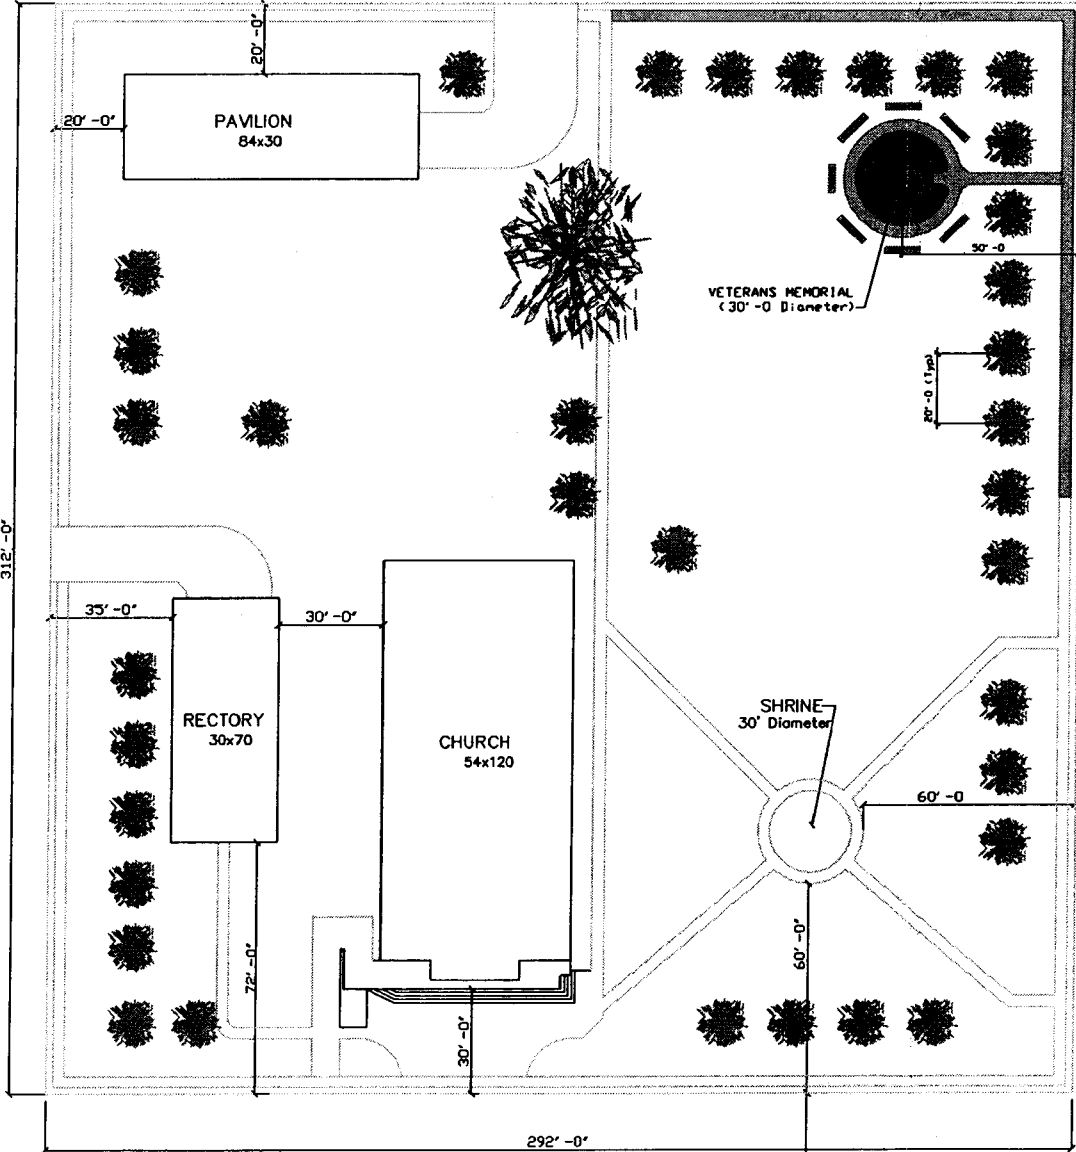 20' -0"
20' -0"
PAVILION
84x30
50' -0
VETERANS MEMORIAL
(30' -0 Diameter)
20' -0 (Typ)
312' -0"
35' -0"
30' -0"
RECTORY
30x70
CHURCH
54x120
SHRINE
30' Diameter
60' -0
72' -0"
30' -0"
60' -0"
292' -0"